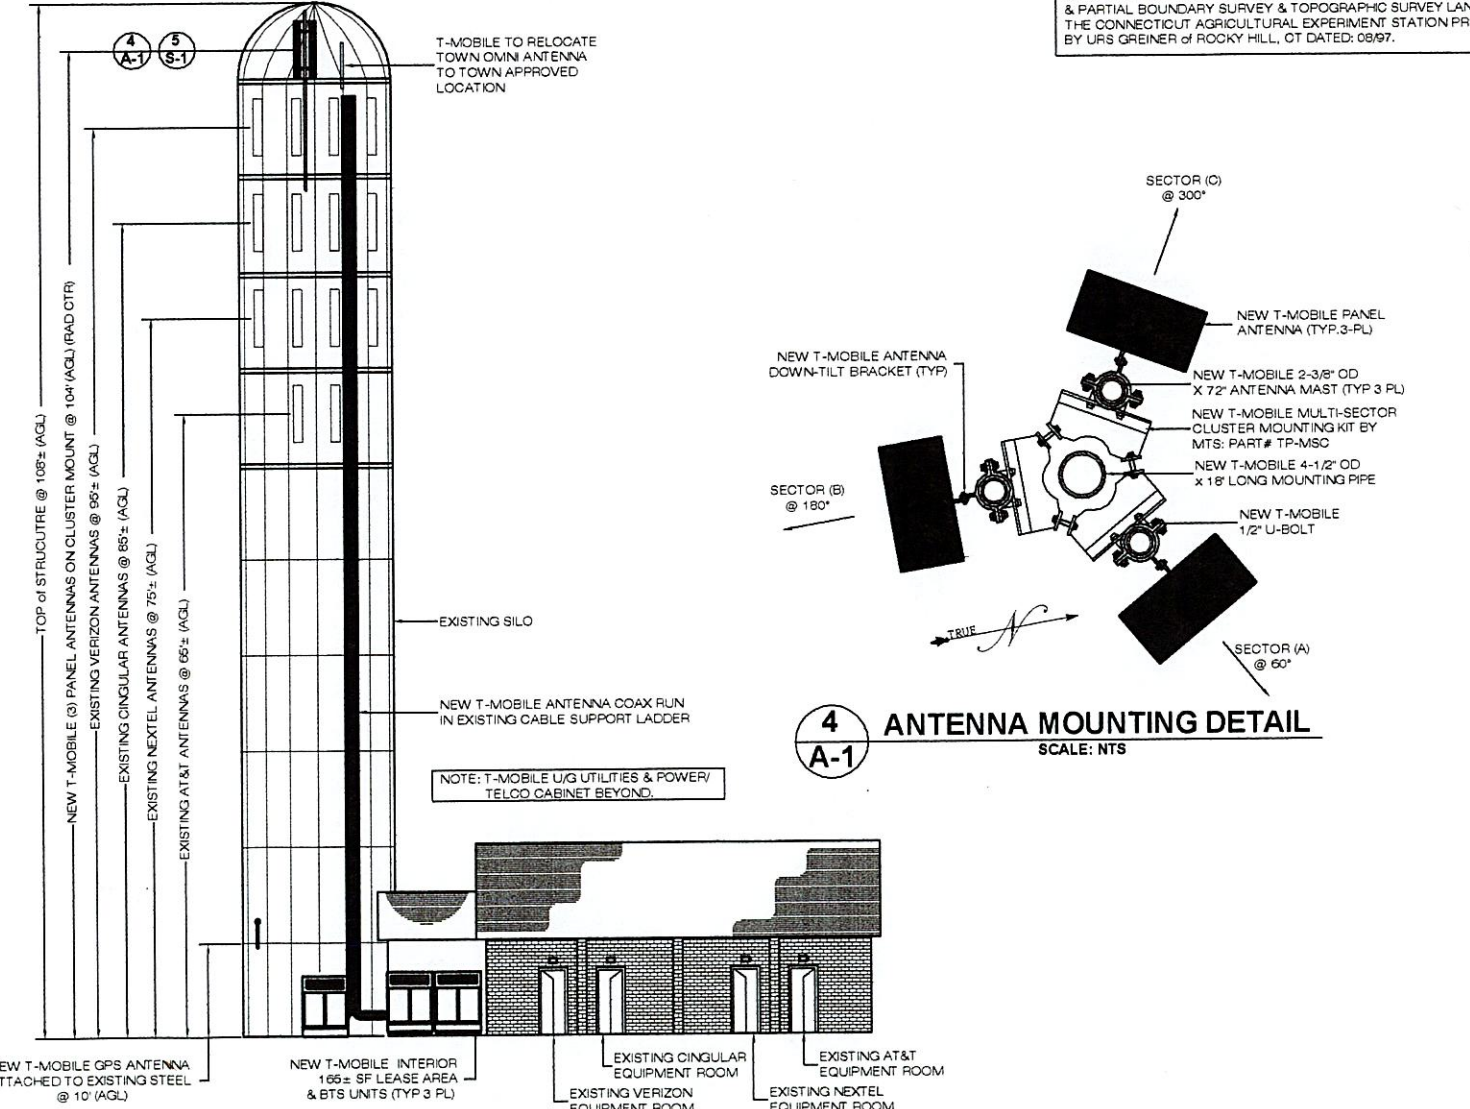 & PARTIAL BOUNDARY SURVEY & TOPOGRAPHIC SURVEY
THE CONNECTICUT AGRICULTURAL EXPERIMENT STATION
BY URS GREINER of ROCKY HILL, CT DATED: 08/97.
4
A-1
5
S-1
T-MOBILE TO RELOCATE
TOWN OMNI ANTENNA
TO TOWN APPROVED
LOCATION
TOP of STRUCUTRE @ 108'± (AGL)
NEW T-MOBILE (3) PANEL ANTENNAS ON CLUSTER MOUNT @ 104' (AGL) (RAD CTR)
EXISTING VERIZON ANTENNAS @ 95'± (AGL)
EXISTING CINGULAR ANTENNAS @ 85'± (AGL)
EXISTING NEXTEL ANTENNAS @ 75'± (AGL)
EXISTING AT&T ANTENNAS @ 65'± (AGL)
EXISTING SILO
NEW T-MOBILE ANTENNA COAX RUN
IN EXISTING CABLE SUPPORT LADDER
NOTE: T-MOBILE U/G UTILITIES & POWER/
TELCO CABINET BEYOND.
SECTOR (C)
@ 300°
NEW T-MOBILE PANEL
ANTENNA (TYP.3-PL)
NEW T-MOBILE ANTENNA
DOWN-TILT BRACKET (TYP)
NEW T-MOBILE 2-3/8" OD
X 72" ANTENNA MAST (TYP 3 PL)
NEW T-MOBILE MULTI-SECTOR
CLUSTER MOUNTING KIT BY
MTS: PART# TP-MSC
NEW T-MOBILE 4-1/2" OD
x 18' LONG MOUNTING PIPE
SECTOR (B)
@ 180°
NEW T-MOBILE
1/2" U-BOLT
TRUE N
SECTOR (A)
@ 60°
4
A-1
ANTENNA MOUNTING DETAIL
SCALE: NTS
T-MOBILE GPS ANTENNA
TO EXISTING STEEL
@ 10' (AGL)
NEW T-MOBILE INTERIOR
165± SF LEASE AREA
& BTS UNITS (TYP 3 PL)
EXISTING CINGULAR
EQUIPMENT ROOM
EXISTING AT&T
EQUIPMENT ROOM
EXISTING VERIZON
EQUIPMENT ROOM
EXISTING NEXTEL
EQUIPMENT ROOM